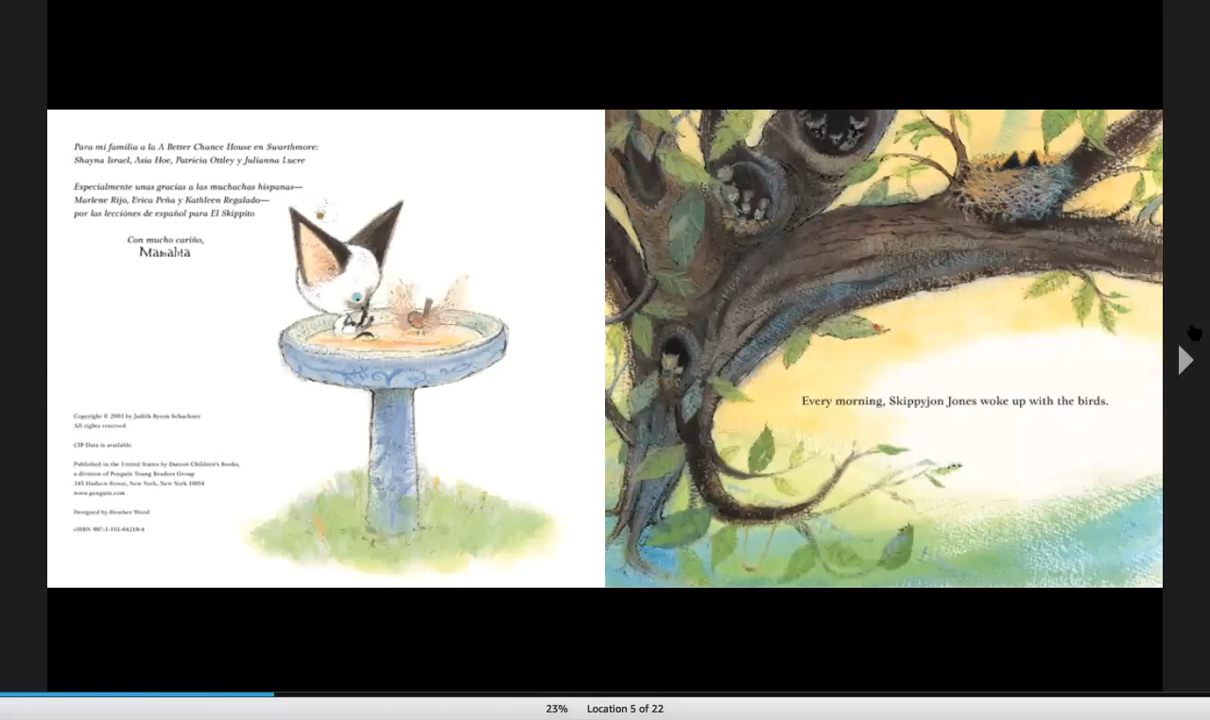 Para mi familia a la A Better Chance House en Swarthmore:
Shayna Israel, Asia Hoe, Patricia Ottley y Julianna Lucre
Especialmente unas gracias a las muchachas hispanas—
Marlene Rijo, Erica Peña y Kathleen Regalado—
por las lecciónes de español para El Skippito
Con mucho cariño,
Mamalita
Copyright © 2003 by Judith Byron Schachner
All rights reserved
CIP Data is available.
Published in the United States by Dutton Children's Books,
a division of Penguin Young Readers Group
345 Hudson Street, New York, New York 10014
www.penguin.com
Designed by Heather Wood
Every morning, Skippyjon Jones woke up with the birds.
23% Location 5 of 22